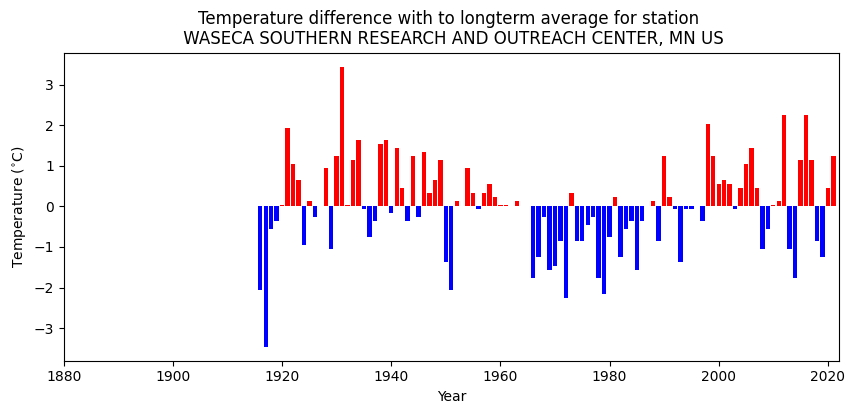 Temperature difference with to longterm average for station
WASECA SOUTHERN RESEARCH AND OUTREACH CENTER, MN US
Temperature (°C)
3
2
1
0
−1
−2
−3
1880 1900 1920 1940 1960 1980 2000 2020
Year